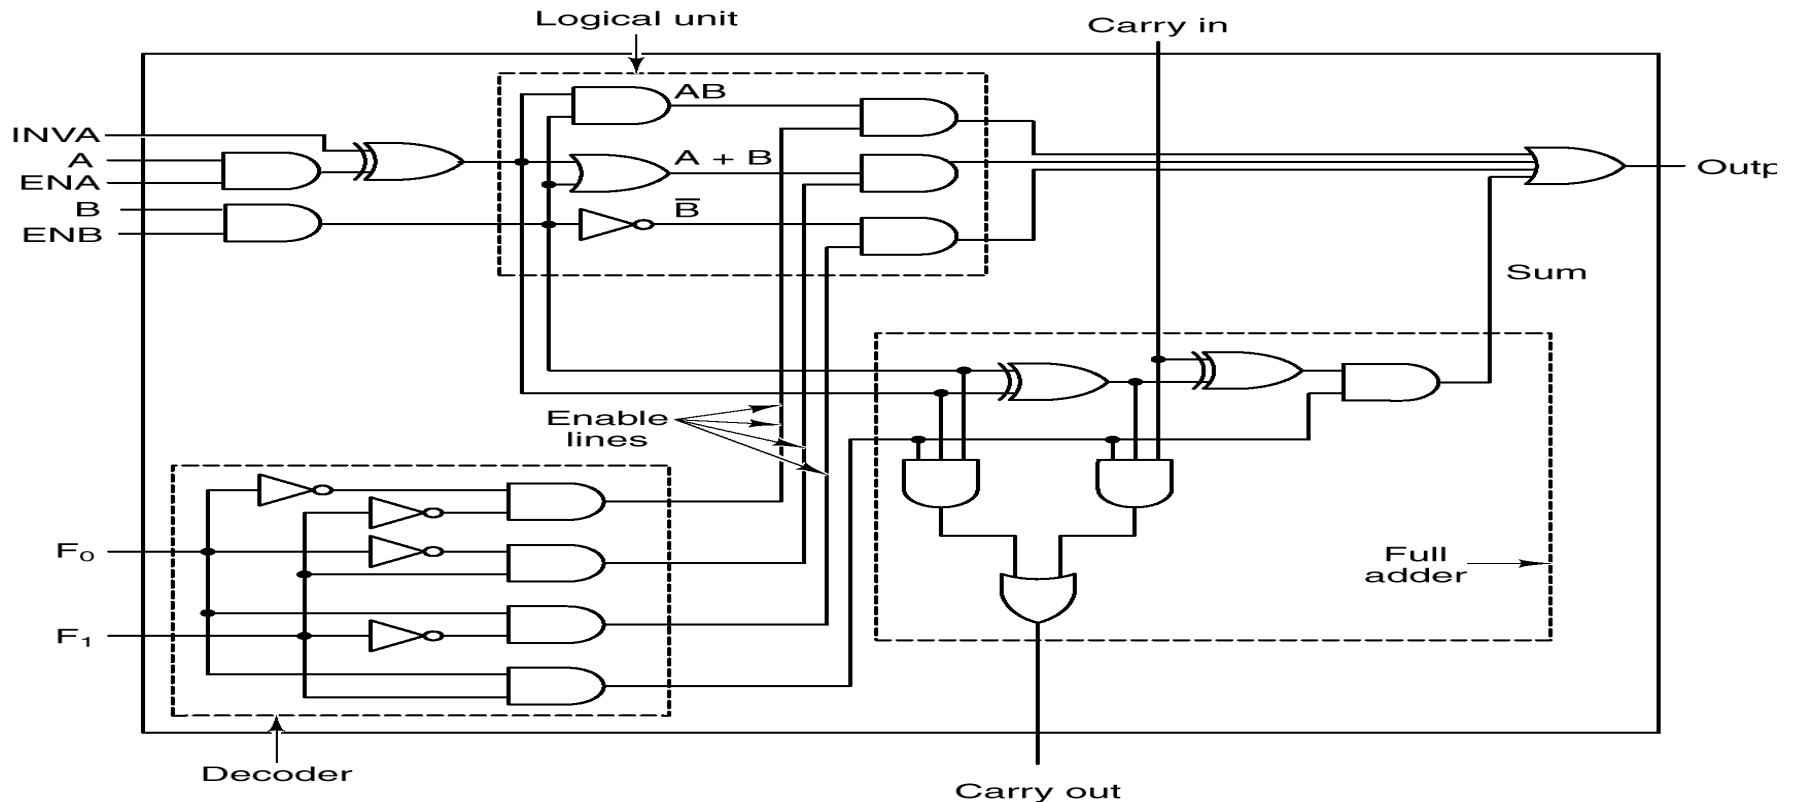 Logical unit
Carry in
INVA
A
ENA
B
ENB
AB
A + B
B̅
Outp
Sum
Enable
lines
F₀
F₁
Full
adder
Decoder
Carry out